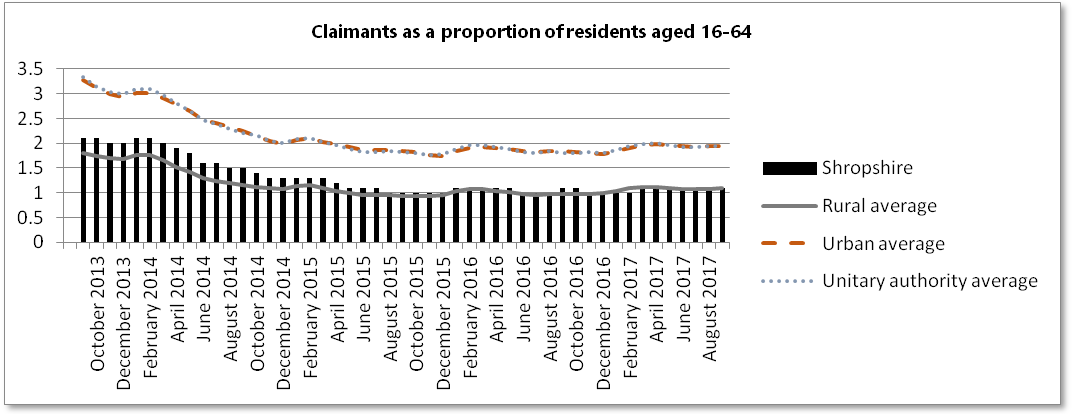 Claimants as a proportion of residents aged 16-64
3.5
3
2.5
2
1.5
1
0.5
0
October 2013
December 2013
February 2014
April 2014
June 2014
August 2014
October 2014
December 2014
February 2015
April 2015
June 2015
August 2015
October 2015
December 2015
February 2016
April 2016
June 2016
August 2016
October 2016
December 2016
February 2017
April 2017
June 2017
August 2017
Shropshire
Rural average
Urban average
Unitary authority average